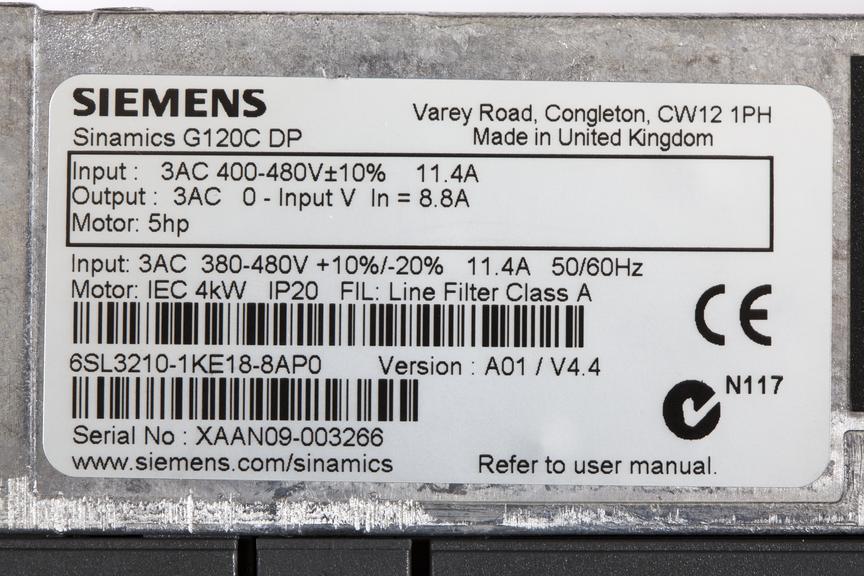 SIEMENS
Sinamics G120C DP
Varey Road, Congleton, CW12 1PH
Made in United Kingdom
Input : 3AC 400-480V±10% 11.4A
Output : 3AC 0 - Input V In = 8.8A
Motor: 5hp
Input: 3AC 380-480V +10%/-20% 11.4A 50/60Hz
Motor: IEC 4kW IP20 FIL: Line Filter Class A
CE
6SL3210-1KE18-8AP0 Version : A01 / V4.4
N117
Serial No : XAAN09-003266
www.siemens.com/sinamics Refer to user manual.